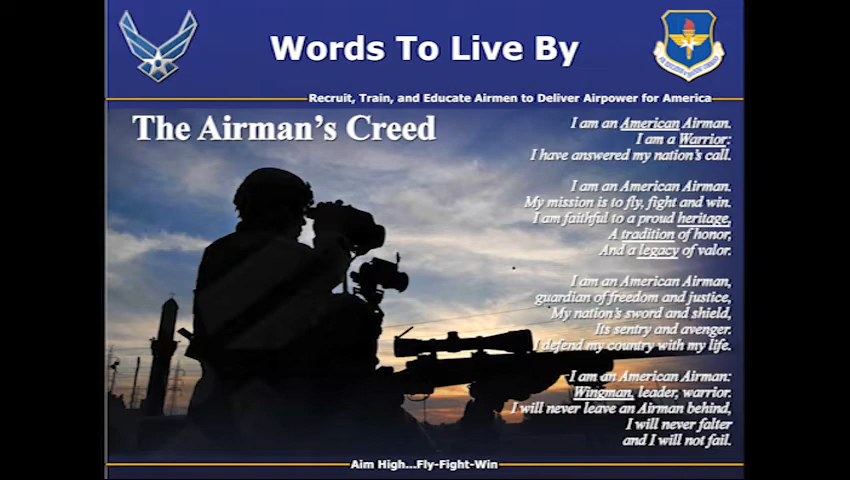 Words To Live By
Recruit, Train, and Educate Airmen to Deliver Airpower for America
The Airman's Creed
I am an American Airman.
I am a Warrior:
I have answered my nation's call.
I am an American Airman.
My mission is to fly, fight and win.
I am faithful to a proud heritage,
A tradition of honor,
And a legacy of valor.
I am an American Airman,
guardian of freedom and justice,
My nation's sword and shield,
Its sentry and avenger.
I defend my country with my life.
I am an American Airman:
Wingman, leader, warrior.
I will never leave an Airman behind,
I will never falter
and I will not fail.
Aim High...Fly-Fight-Win